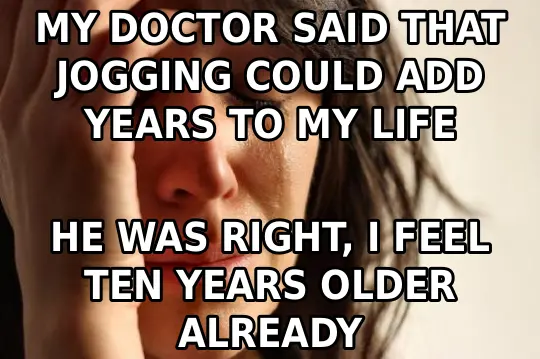 MY DOCTOR SAID THAT
JOGGING COULD ADD
YEARS TO MY LIFE
HE WAS RIGHT, I FEEL
TEN YEARS OLDER
ALREADY